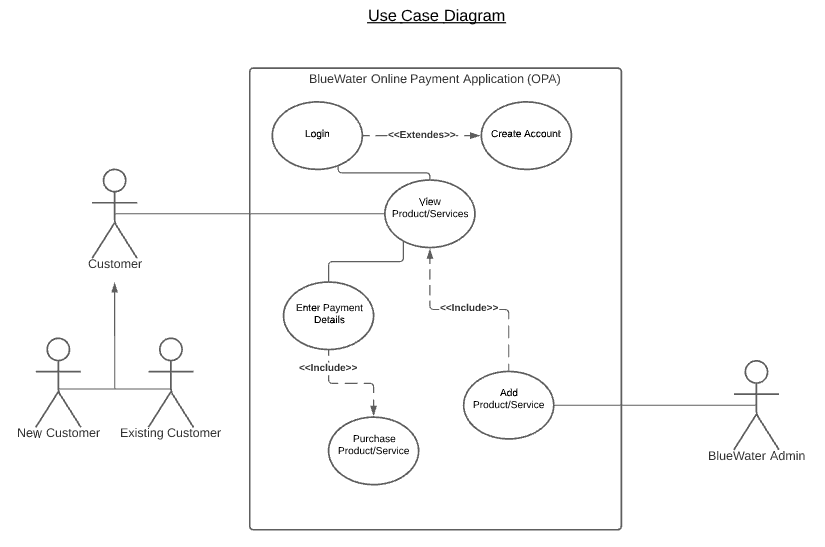 Use Case Diagram
BlueWater Online Payment Application (OPA)
Login
<<Extendes>>
Create Account
View
Product/Services
Customer
Enter Payment
Details
<<Include>>
<<Include>>
Add
Product/Service
New Customer
Existing Customer
Purchase
Product/Service
BlueWater Admin